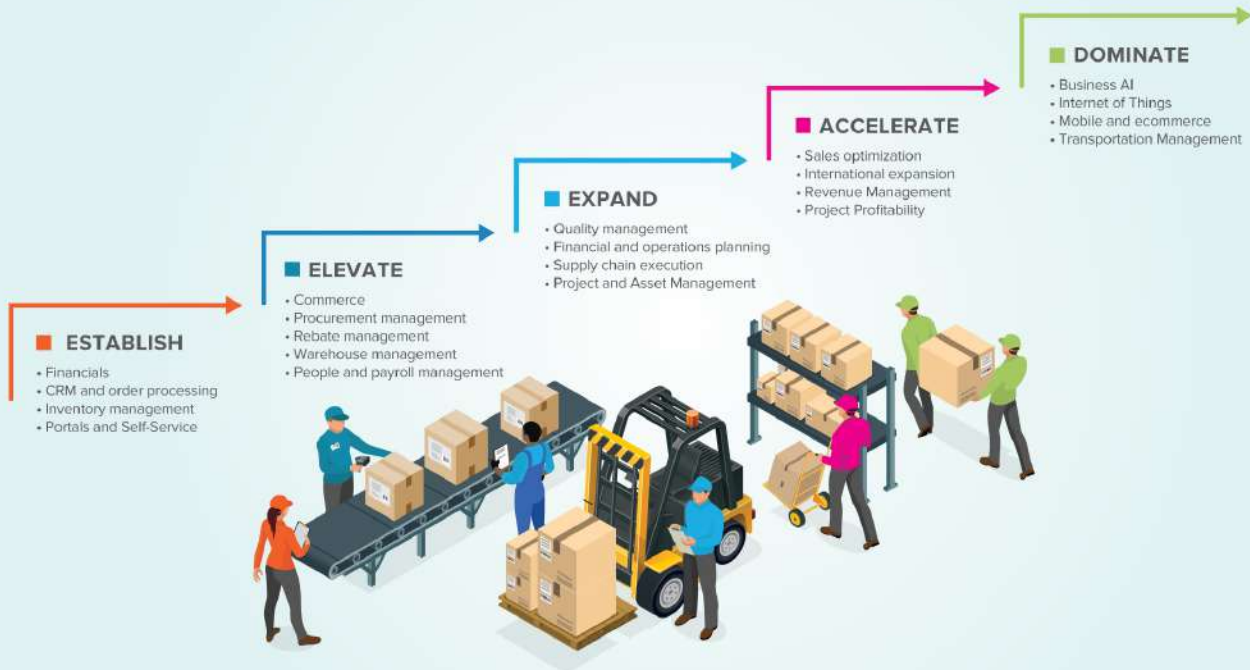 DOMINATE
• Business AI
• Internet of Things
• Mobile and ecommerce
• Transportation Management
ACCELERATE
• Sales optimization
• International expansion
• Revenue Management
• Project Profitability
EXPAND
• Quality management
• Financial and operations planning
• Supply chain execution
• Project and Asset Management
ELEVATE
• Commerce
• Procurement management
• Rebate management
• Warehouse management
• People and payroll management
ESTABLISH
• Financials
• CRM and order processing
• Inventory management
• Portals and Self-Service